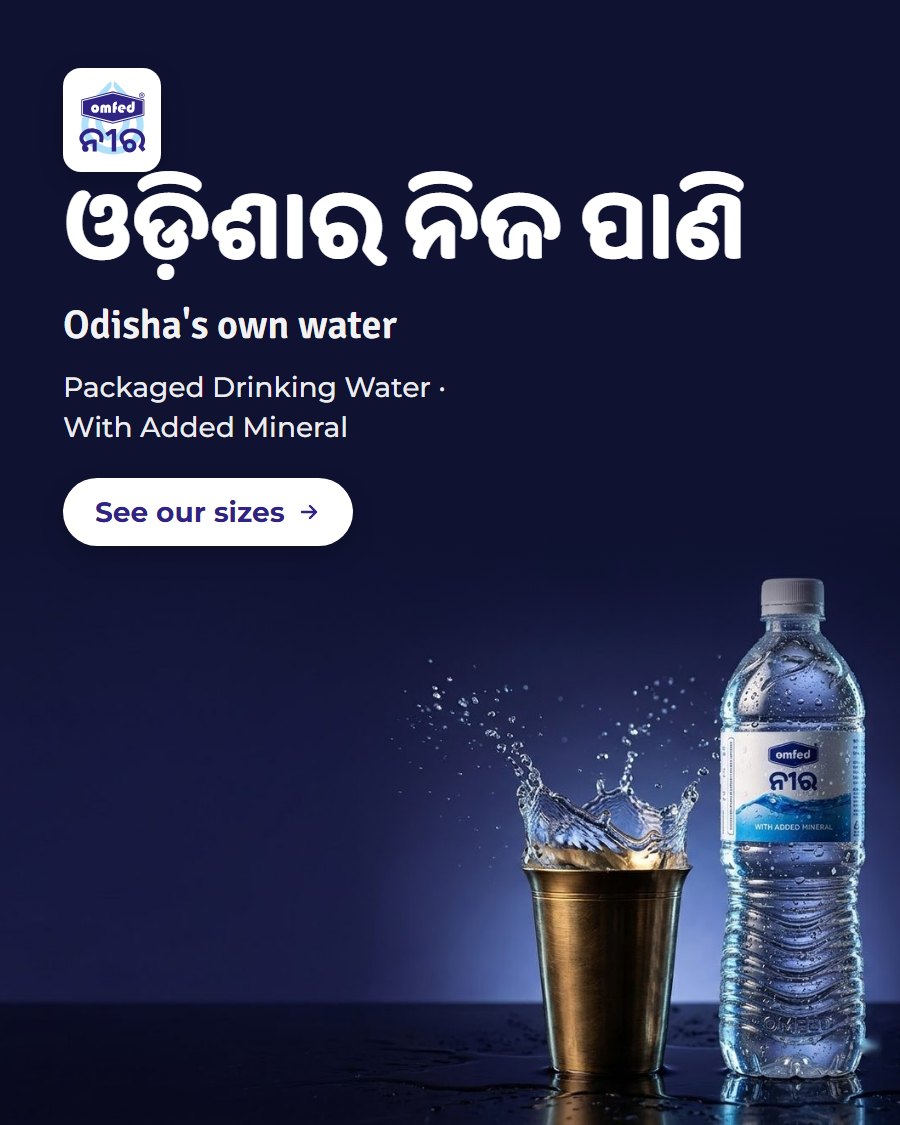 omfed®
ନୀର
ଓଡ଼ିଶାର ନିଜ ପାଣି
Odisha's own water
Packaged Drinking Water ·
With Added Mineral
See our sizes →
omfed
ନୀର
WITH ADDED MINERAL
OMFED